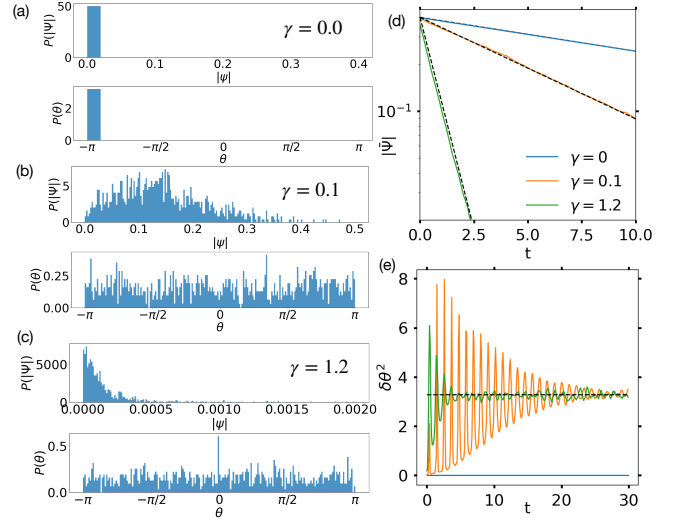 (a)
50
0
P(|Ψ|)
γ = 0.0
0.0 0.1 0.2 0.3 0.4
|ψ|
2
0
P(θ)
−π −π/2 0 π/2 π
θ
(b)
5
0
P(|Ψ|)
γ = 0.1
0.0 0.1 0.2 0.3 0.4 0.5
|ψ|
0.25
0.00
P(θ)
−π −π/2 0 π/2 π
θ
(c)
5000
0
P(|Ψ|)
γ = 1.2
0.0000 0.0005 0.0010 0.0015 0.0020
|ψ|
0.5
0.0
P(θ)
−π −π/2 0 π/2 π
θ
(d)
10⁻¹
|Ψ̄|
γ = 0
γ = 0.1
γ = 1.2
0.0 2.5 5.0 7.5 10.0
t
(e)
8
6
4
2
0
δθ²
0 10 20 30
t